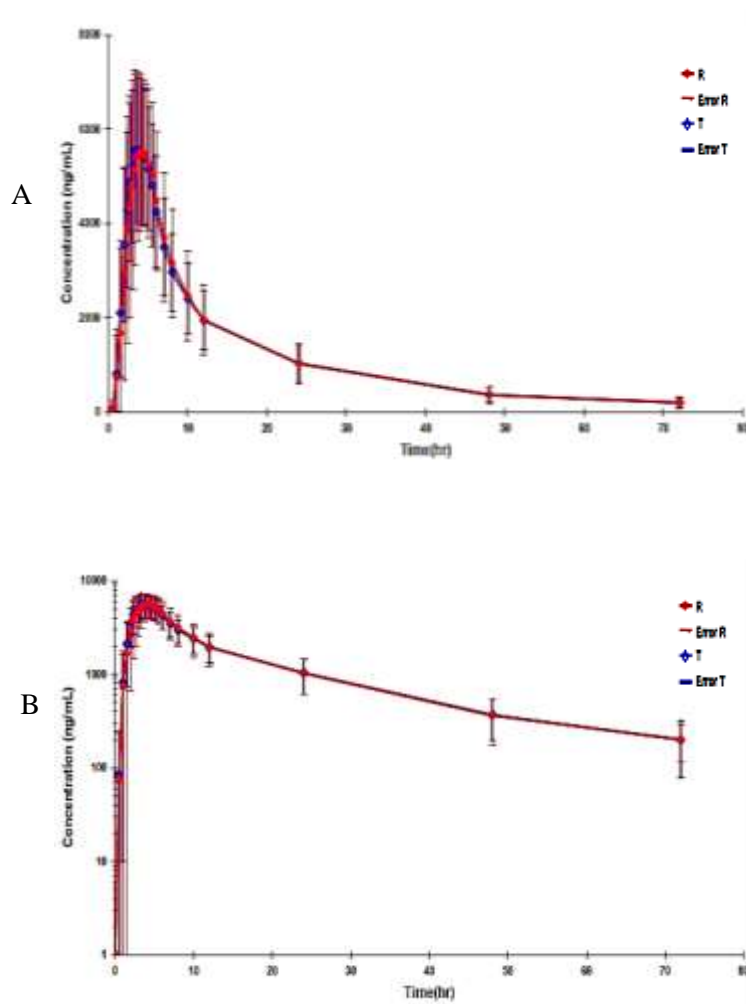 A
Concentration (ng/mL)
8000
6000
4000
2000
0
0 10 20 30 40 50 60 70 80
Time(hr)
R
Error R
T
Error T
B
Concentration (ng/mL)
10000
1000
100
10
1
0 10 20 30 40 50 60 70 80
Time(hr)
R
Error R
T
Error T